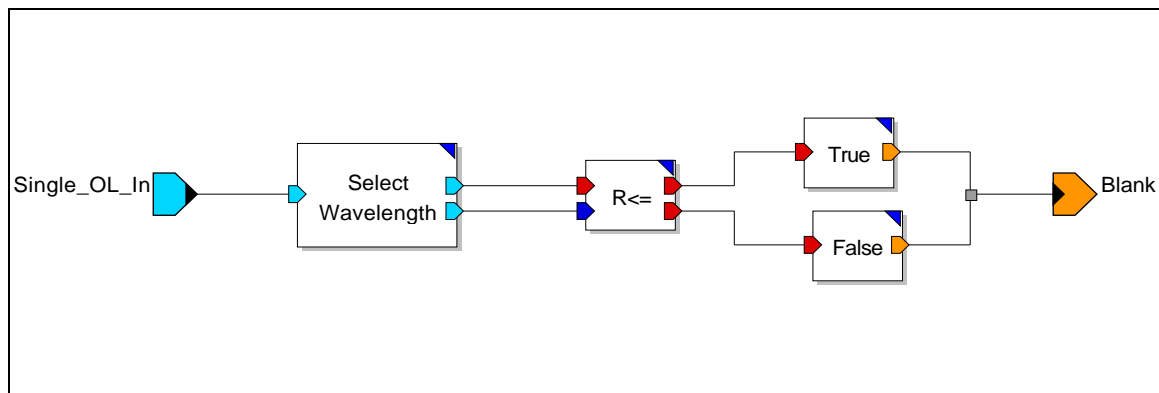 Single_OL_In
Select
Wavelength
R<=
True
False
Blank